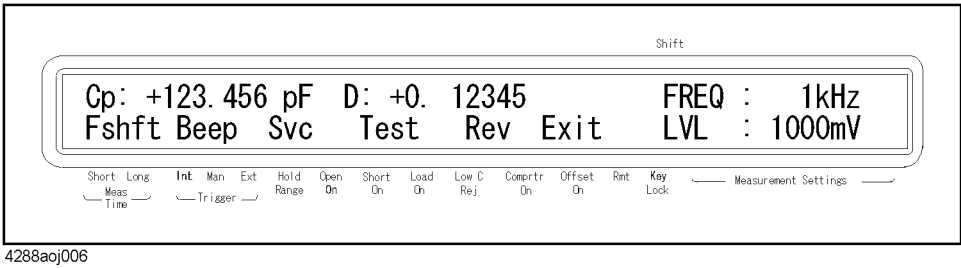 Shift
Cp: +123.456 pF D: +0. 12345 FREQ : 1kHz
Fshft Beep Svc Test Rev Exit LVL : 1000mV
Short Long Int Man Ext Hold Open Short Load Low C Comprtr Offset Rmt Key Measurement Settings
Meas Trigger Range On On On Rej On On Lock
Time
4288aoj006